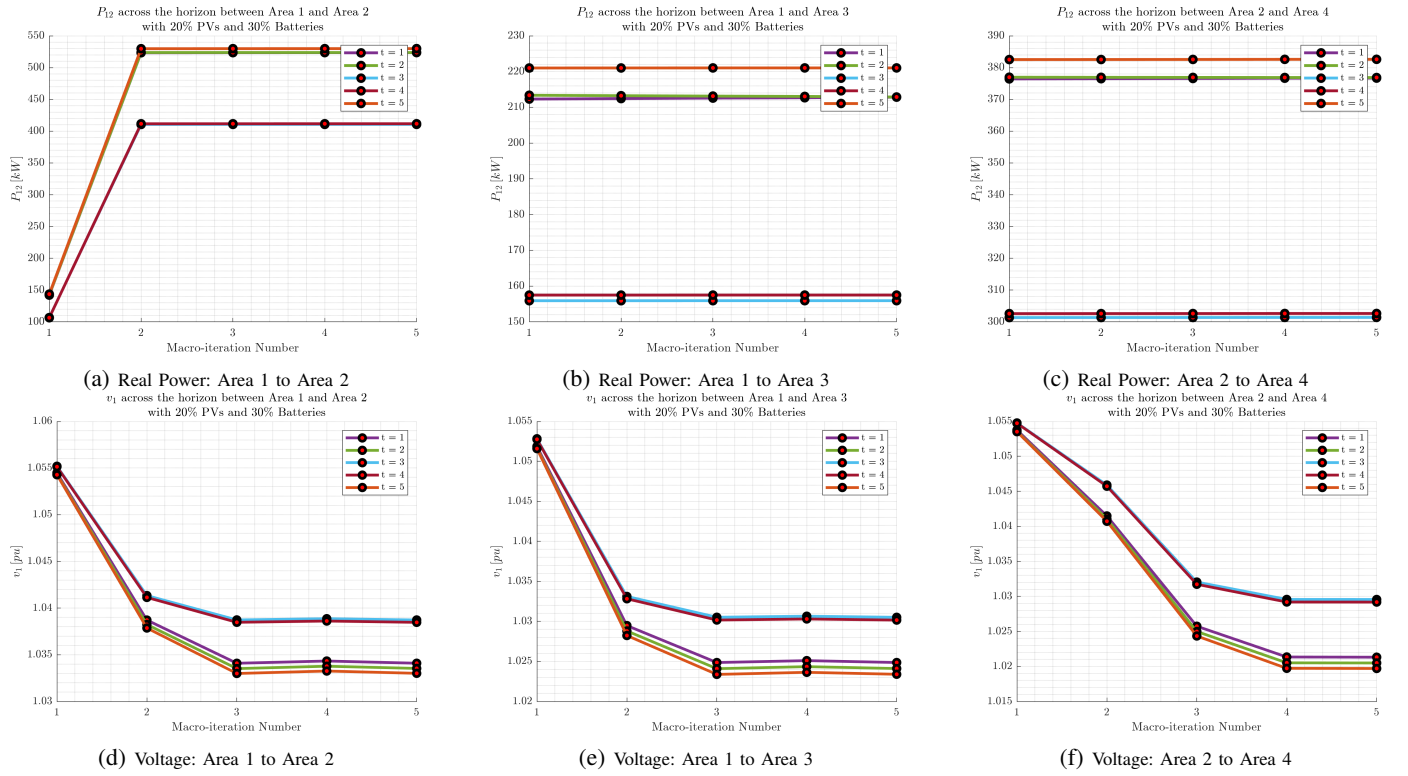 P12 across the horizon between Area 1 and Area 2
with 20% PVs and 30% Batteries
550
500
450
400
350
300
250
200
150
100
P12 [kW]
1 2 3 4 5
Macro-iteration Number
t = 1
t = 2
t = 3
t = 4
t = 5
(a) Real Power: Area 1 to Area 2
P12 across the horizon between Area 1 and Area 3
with 20% PVs and 30% Batteries
230
220
210
200
190
180
170
160
150
P12 [kW]
1 2 3 4 5
Macro-iteration Number
t = 1
t = 2
t = 3
t = 4
t = 5
(b) Real Power: Area 1 to Area 3
P12 across the horizon between Area 2 and Area 4
with 20% PVs and 30% Batteries
390
380
370
360
350
340
330
320
310
300
P12 [kW]
1 2 3 4 5
Macro-iteration Number
t = 1
t = 2
t = 3
t = 4
t = 5
(c) Real Power: Area 2 to Area 4
v1 across the horizon between Area 1 and Area 2
with 20% PVs and 30% Batteries
1.06
1.055
1.05
1.045
1.04
1.035
1.03
v1 [pu]
1 2 3 4 5
Macro-iteration Number
t = 1
t = 2
t = 3
t = 4
t = 5
(d) Voltage: Area 1 to Area 2
v1 across the horizon between Area 1 and Area 3
with 20% PVs and 30% Batteries
1.055
1.05
1.045
1.04
1.035
1.03
1.025
1.02
v1 [pu]
1 2 3 4 5
Macro-iteration Number
t = 1
t = 2
t = 3
t = 4
t = 5
(e) Voltage: Area 1 to Area 3
v1 across the horizon between Area 2 and Area 4
with 20% PVs and 30% Batteries
1.055
1.05
1.045
1.04
1.035
1.03
1.025
1.02
1.015
v1 [pu]
1 2 3 4 5
Macro-iteration Number
t = 1
t = 2
t = 3
t = 4
t = 5
(f) Voltage: Area 2 to Area 4